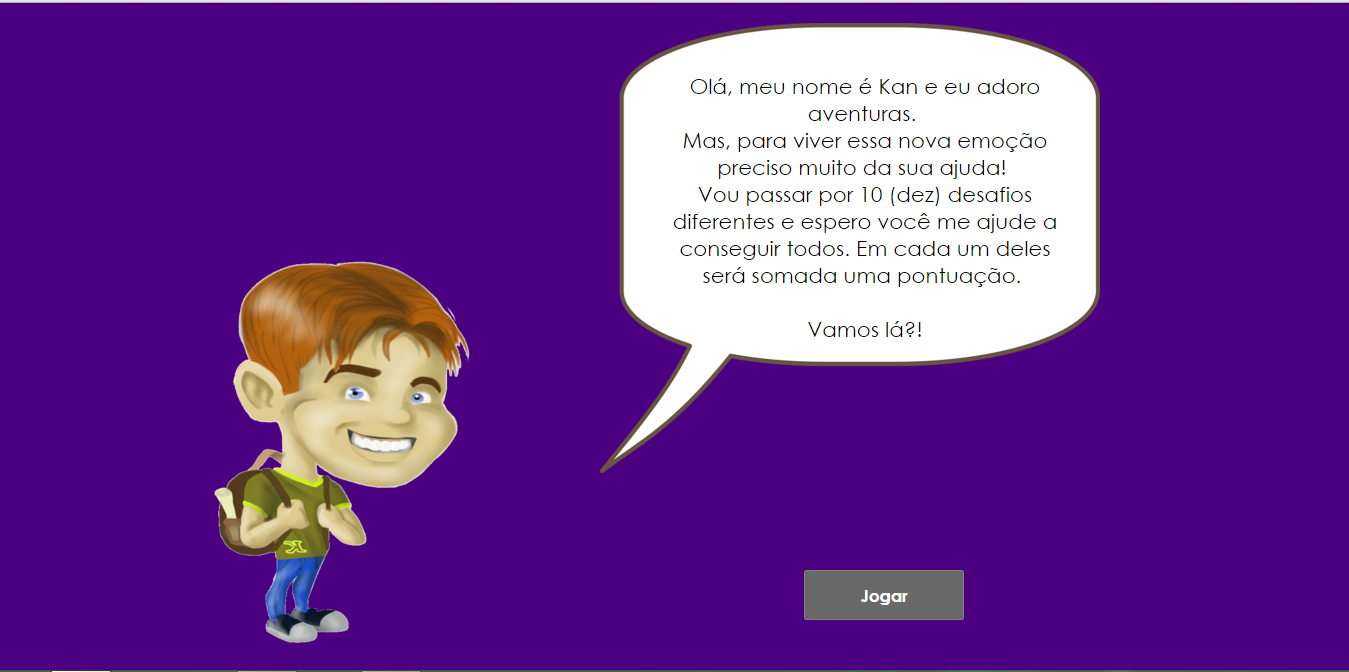 Olá, meu nome é Kan e eu adoro
aventuras.
Mas, para viver essa nova emoção
preciso muito da sua ajuda!
Vou passar por 10 (dez) desafios
diferentes e espero você me ajude a
conseguir todos. Em cada um deles
será somada uma pontuação.
Vamos lá?!
Jogar